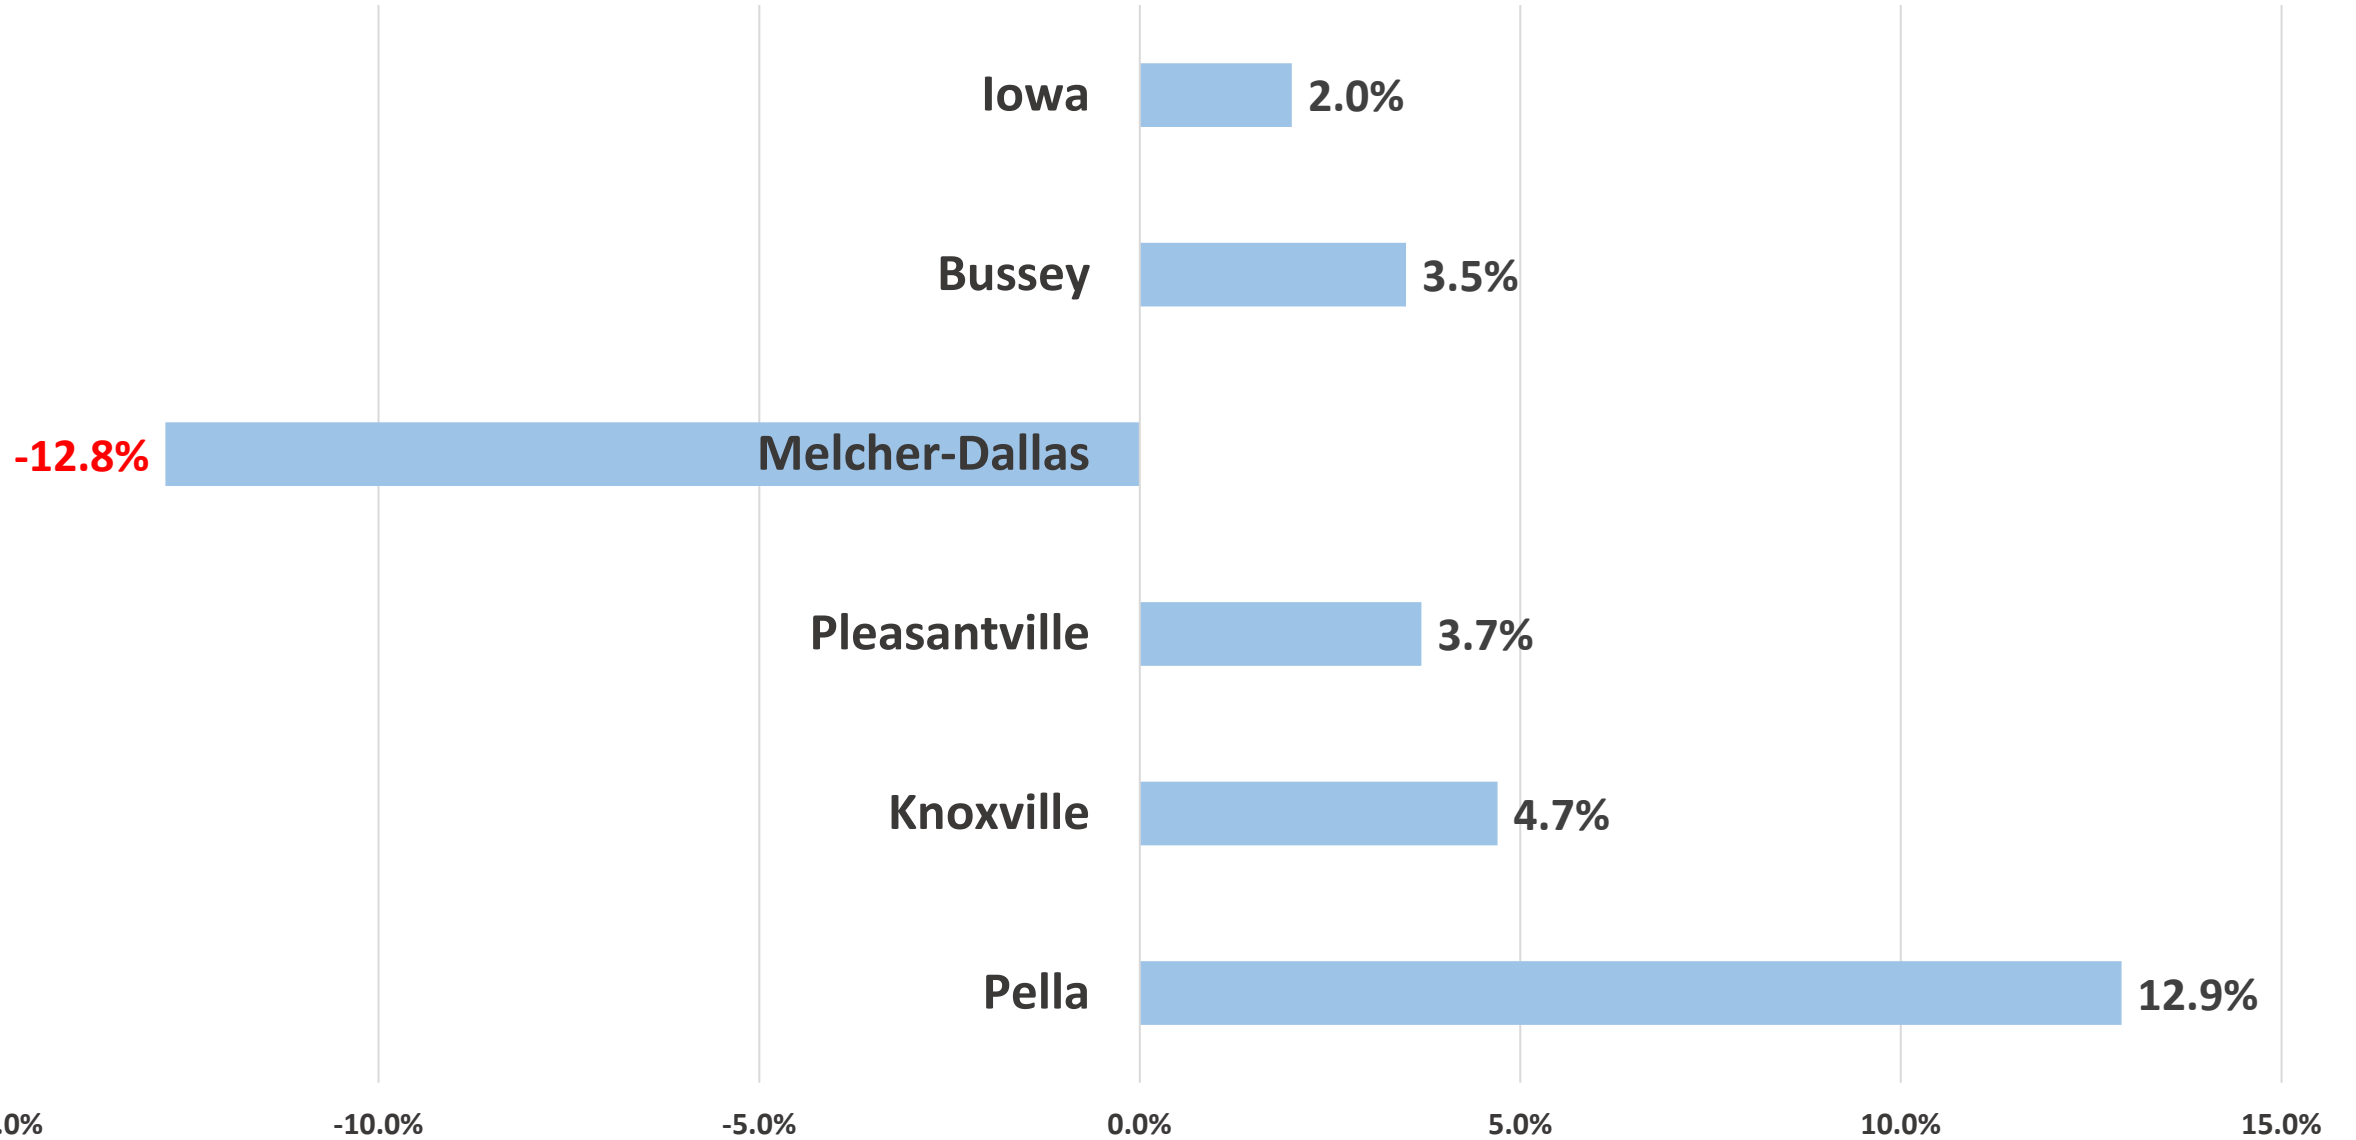 Iowa 2.0%
Bussey 3.5%
-12.8% Melcher-Dallas
Pleasantville 3.7%
Knoxville 4.7%
Pella 12.9%
.0% -10.0% -5.0% 0.0% 5.0% 10.0% 15.0%